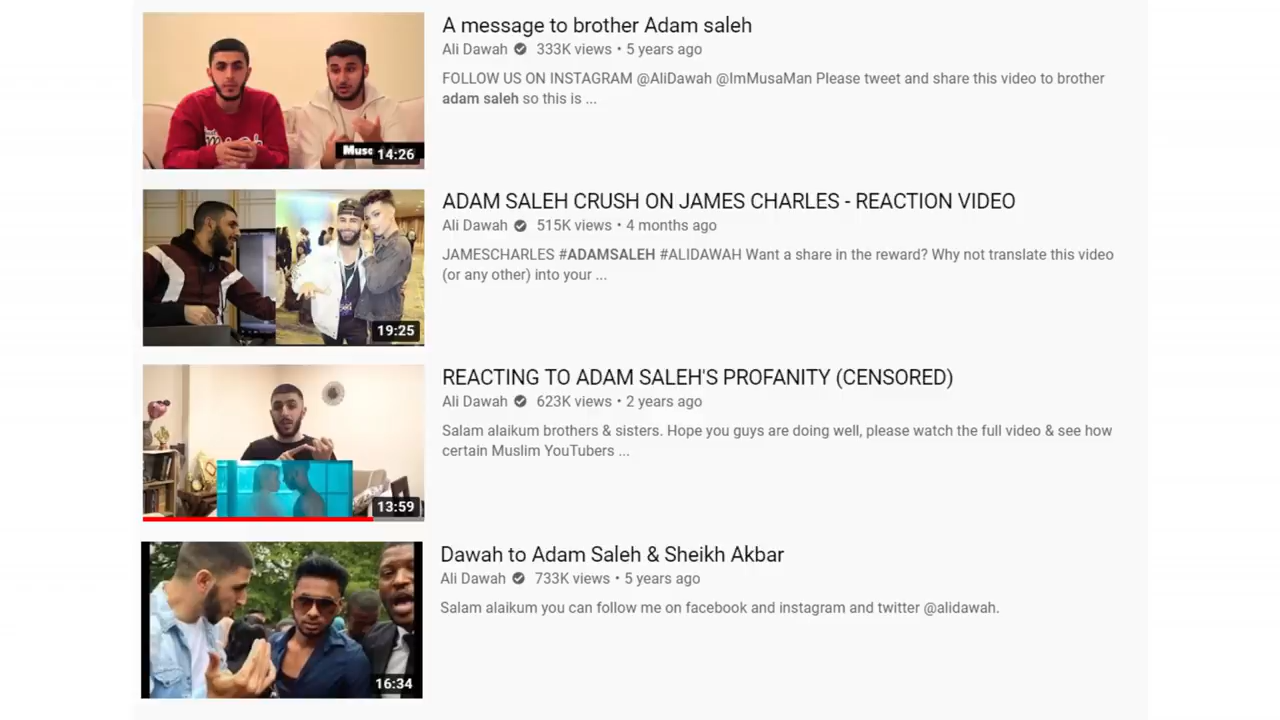 A message to brother Adam saleh
Ali Dawah 333K views • 5 years ago
FOLLOW US ON INSTAGRAM @AliDawah @ImMusaMan Please tweet and share this video to brother
adam saleh so this is ...
14:26
ADAM SALEH CRUSH ON JAMES CHARLES - REACTION VIDEO
Ali Dawah 515K views • 4 months ago
JAMESCHARLES #ADAMSALEH #ALIDAWAH Want a share in the reward? Why not translate this video
(or any other) into your ...
19:25
REACTING TO ADAM SALEH'S PROFANITY (CENSORED)
Ali Dawah 623K views • 2 years ago
Salam alaikum brothers & sisters. Hope you guys are doing well, please watch the full video & see how
certain Muslim YouTubers ...
13:59
Dawah to Adam Saleh & Sheikh Akbar
Ali Dawah 733K views • 5 years ago
Salam alaikum you can follow me on facebook and instagram and twitter @alidawah.
16:34